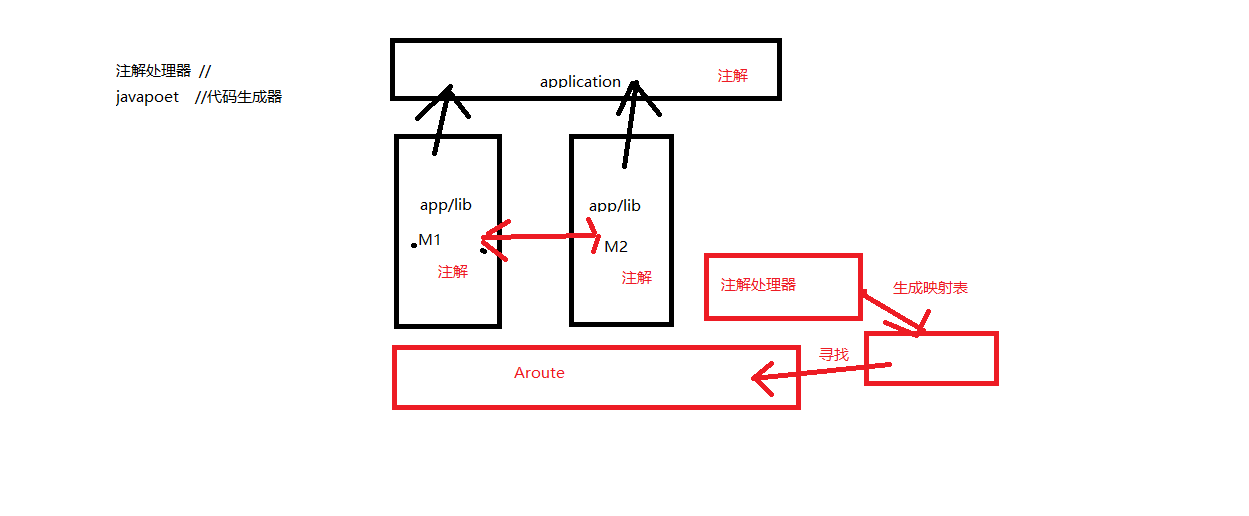 注解处理器 //
javapoet //代码生成器
application
注解
app/lib
M1
注解
app/lib
M2
注解
注解处理器
生成映射表
寻找
Aroute